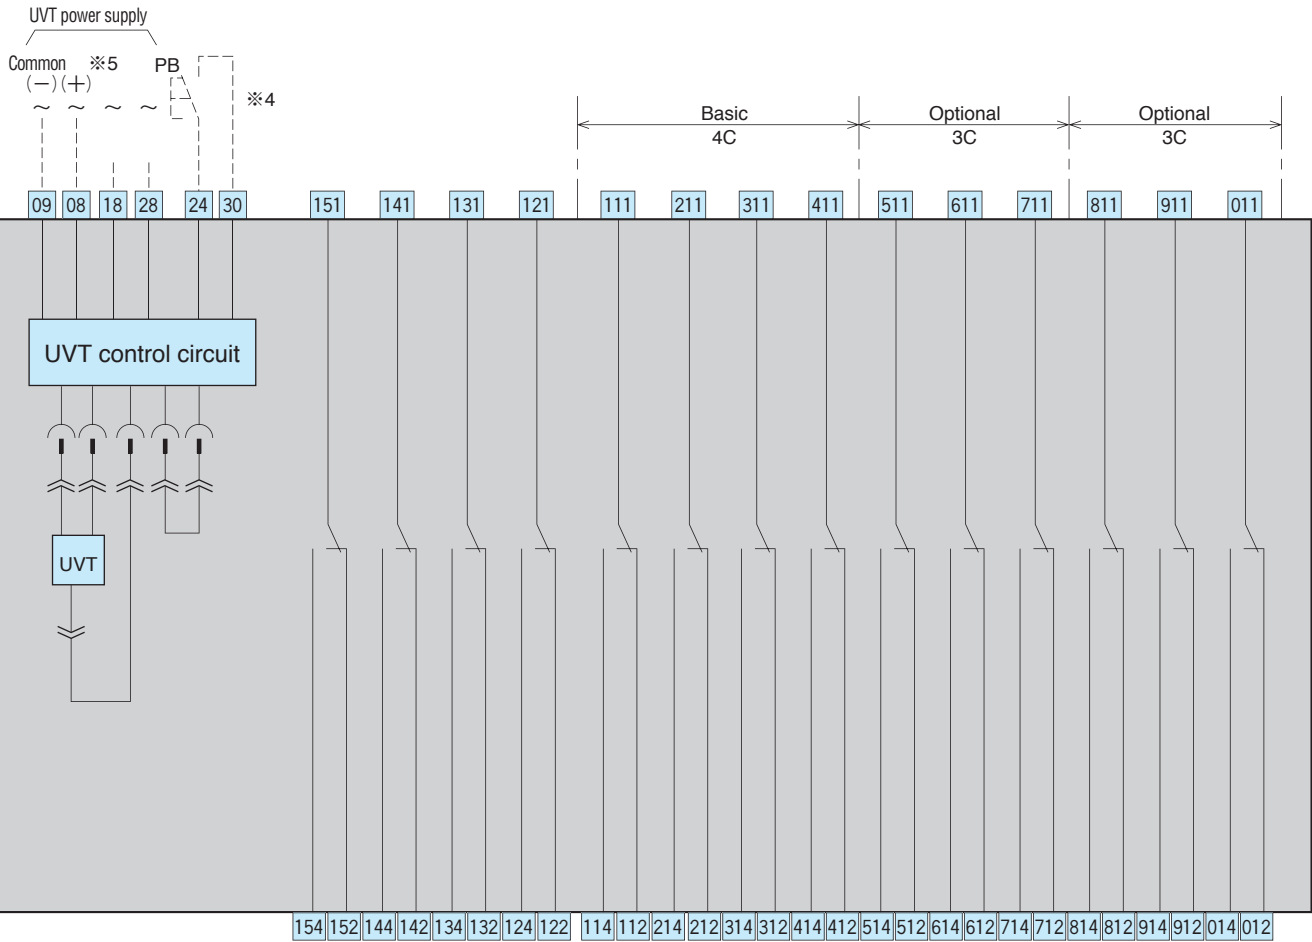 UVT power supply
Common ※5 PB
(−) (+)
~ ~ ~ ~ ※4
Basic Optional Optional
4C 3C 3C
09 08 18 28 24 30 151 141 131 121 111 211 311 411 511 611 711 811 911 011
UVT control circuit
UVT
154 152 144 142 134 132 124 122 114 112 214 212 314 312 414 412 514 512 614 612 714 712 814 812 914 912 014 012